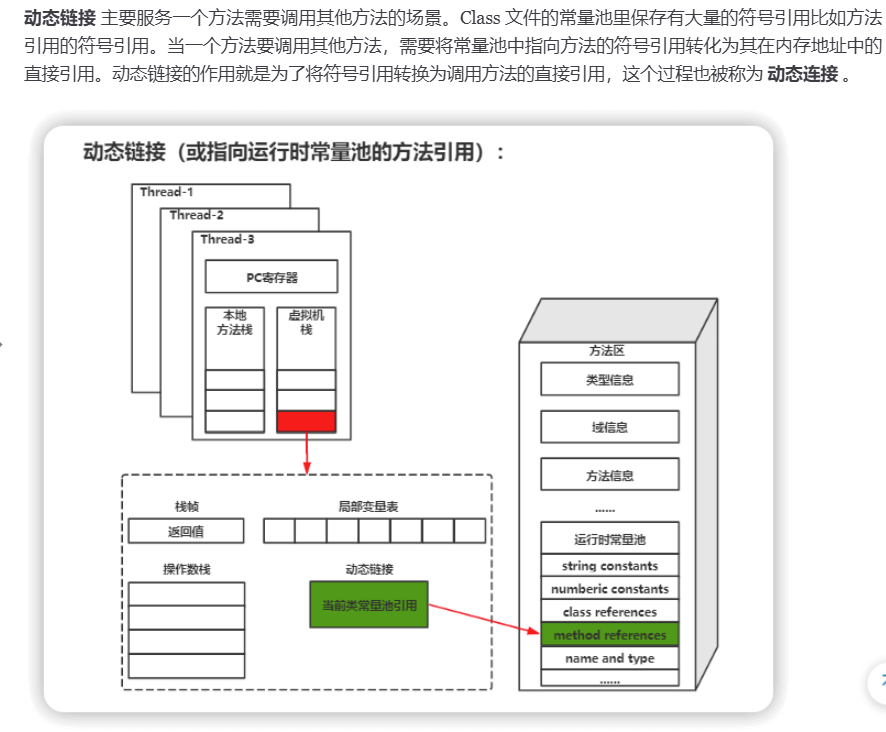 动态链接 主要服务一个方法需要调用其他方法的场景。Class 文件的常量池里保存有大量的符号引用比如方法
引用的符号引用。当一个方法要调用其他方法，需要将常量池中指向方法的符号引用转化为其在内存地址中的
直接引用。动态链接的作用就是为了将符号引用转换为调用方法的直接引用，这个过程也被称为 动态连接 。
动态链接（或指向运行时常量池的方法引用）：
Thread-1
Thread-2
Thread-3
PC寄存器
本地
方法栈
虚拟机
栈
方法区
类型信息
域信息
方法信息
......
运行时常量池
string constants
numberic constants
class references
method references
name and type
......
栈帧
返回值
局部变量表
操作数栈
动态链接
当前类常量池引用